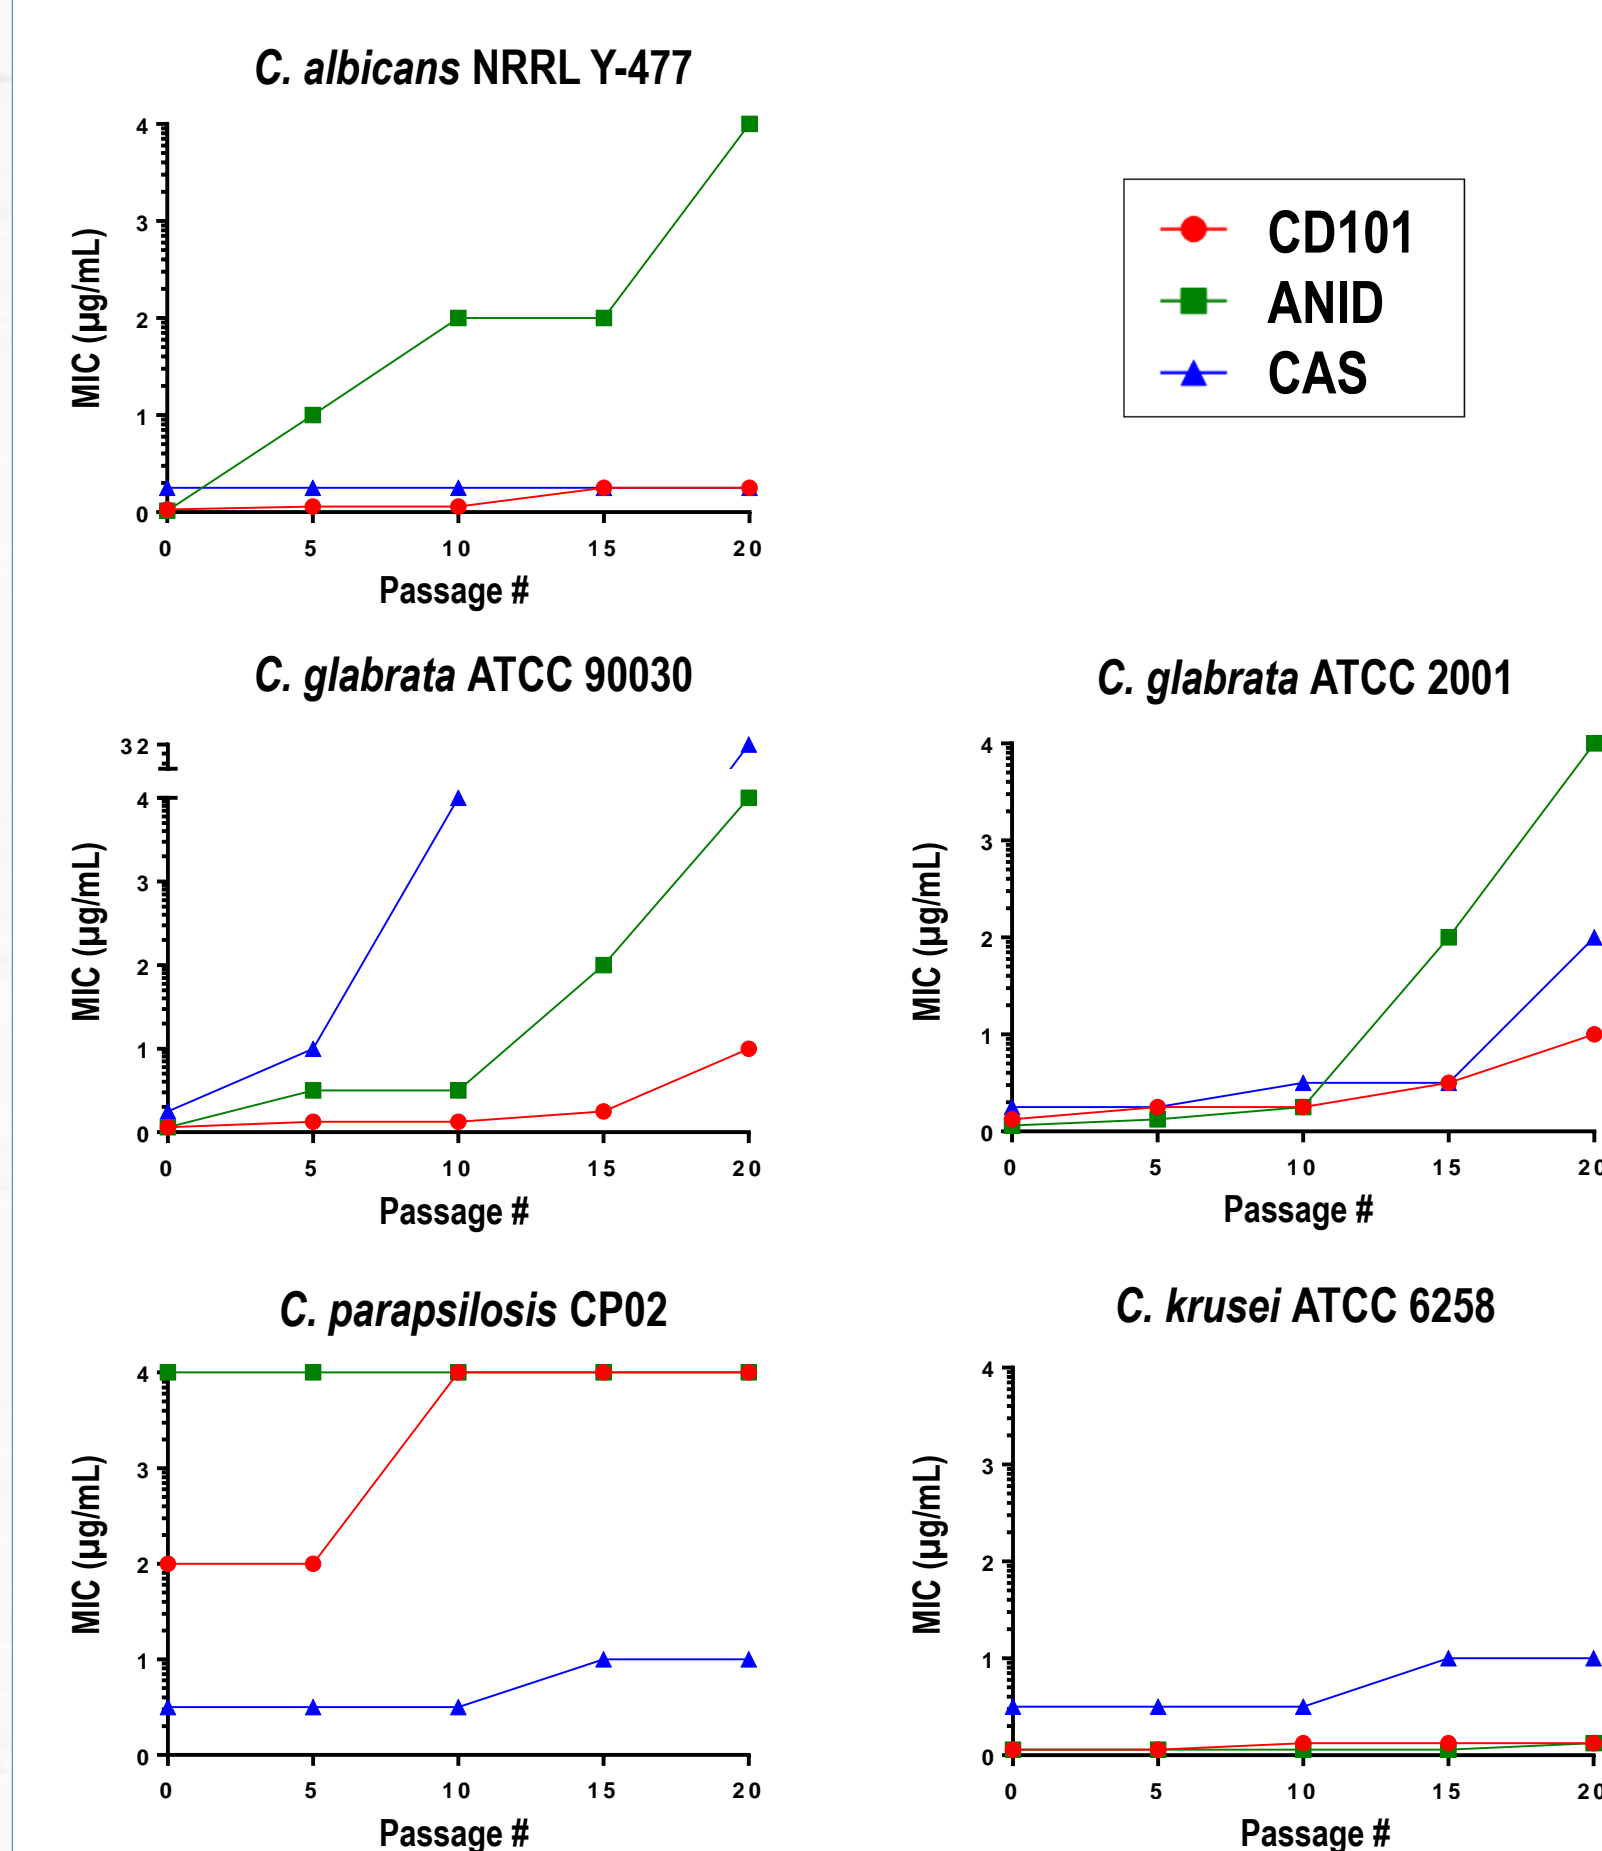 C. albicans NRRL Y-477
4
3
2
1
0
MIC (µg/mL)
0 5 10 15 20
Passage #
CD101
ANID
CAS
C. glabrata ATCC 90030
32
4
3
2
1
0
MIC (µg/mL)
0 5 10 15 20
Passage #
C. glabrata ATCC 2001
4
3
2
1
0
MIC (µg/mL)
0 5 10 15 20
Passage #
C. parapsilosis CP02
4
3
2
1
0
MIC (µg/mL)
0 5 10 15 20
Passage #
C. krusei ATCC 6258
4
3
2
1
0
MIC (µg/mL)
0 5 10 15 20
Passage #